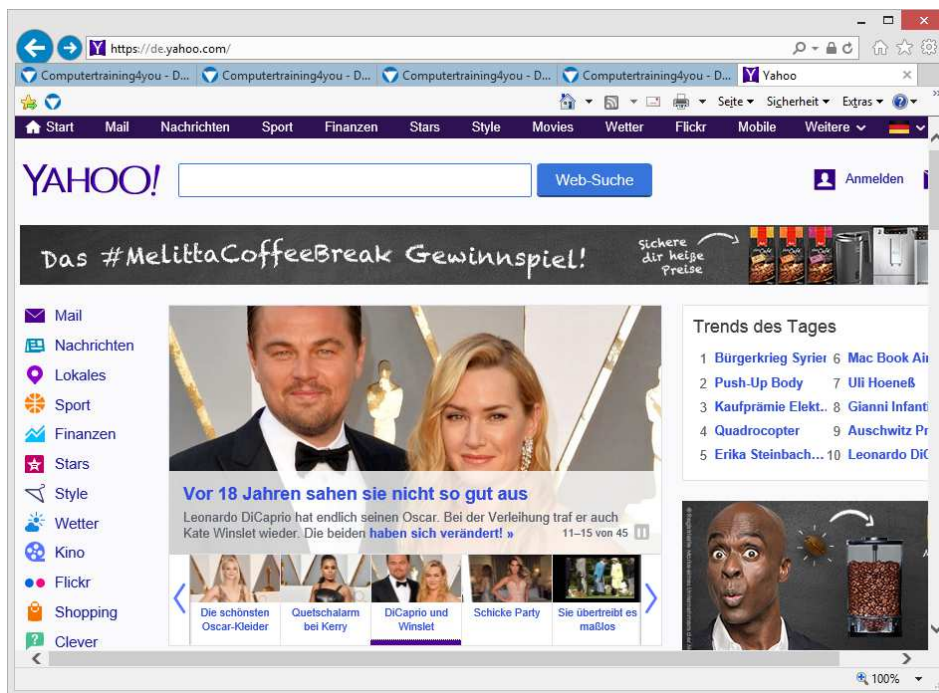 https://de.yahoo.com/
Computertraining4you - D... Computertraining4you - D... Computertraining4you - D... Computertraining4you - D... Yahoo
Seite Sicherheit Extras
Start Mail Nachrichten Sport Finanzen Stars Style Movies Wetter Flickr Mobile Weitere
YAHOO! Web-Suche Anmelden
Das #MelittaCoffeeBreak Gewinnspiel!
Sichere
dir heiße
Preise
Mail
Nachrichten
Lokales
Sport
Finanzen
Stars
Style
Wetter
Kino
Flickr
Shopping
Clever
Vor 18 Jahren sahen sie nicht so gut aus
Leonardo DiCaprio hat endlich seinen Oscar. Bei der Verleihung traf er auch
Kate Winslet wieder. Die beiden haben sich verändert! » 11–15 von 45
Die schönsten
Oscar-Kleider
Quetschalarm
bei Kerry
DiCaprio und
Winslet
Schicke Party
Sie übertreibt es
maßlos
Trends des Tages
1 Bürgerkrieg Syrier 6 Mac Book Air
2 Push-Up Body 7 Uli Hoeneß
3 Kaufprämie Elekt.. 8 Gianni Infanti
4 Quadrocopter 9 Auschwitz Pr
5 Erika Steinbach... 10 Leonardo DiC
100%